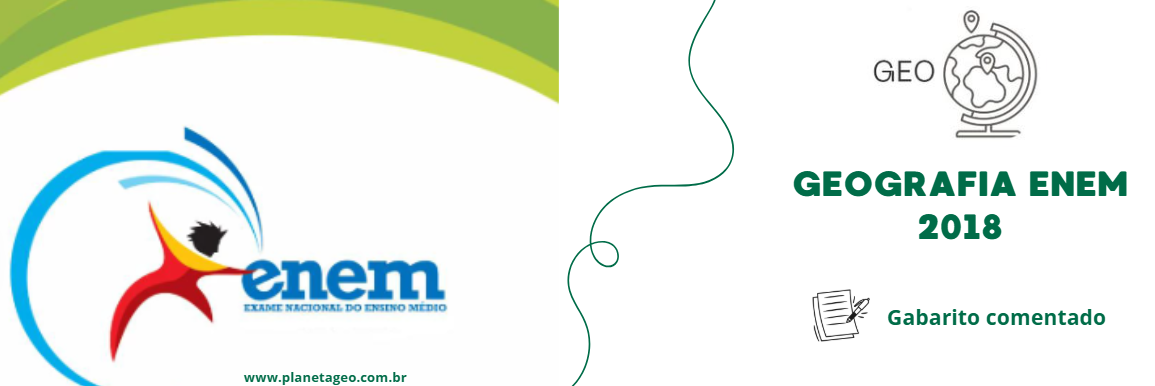 enem
EXAME NACIONAL DO ENSINO MÉDIO
www.planetageo.com.br
GEO
GEOGRAFIA ENEM
2018
Gabarito comentado